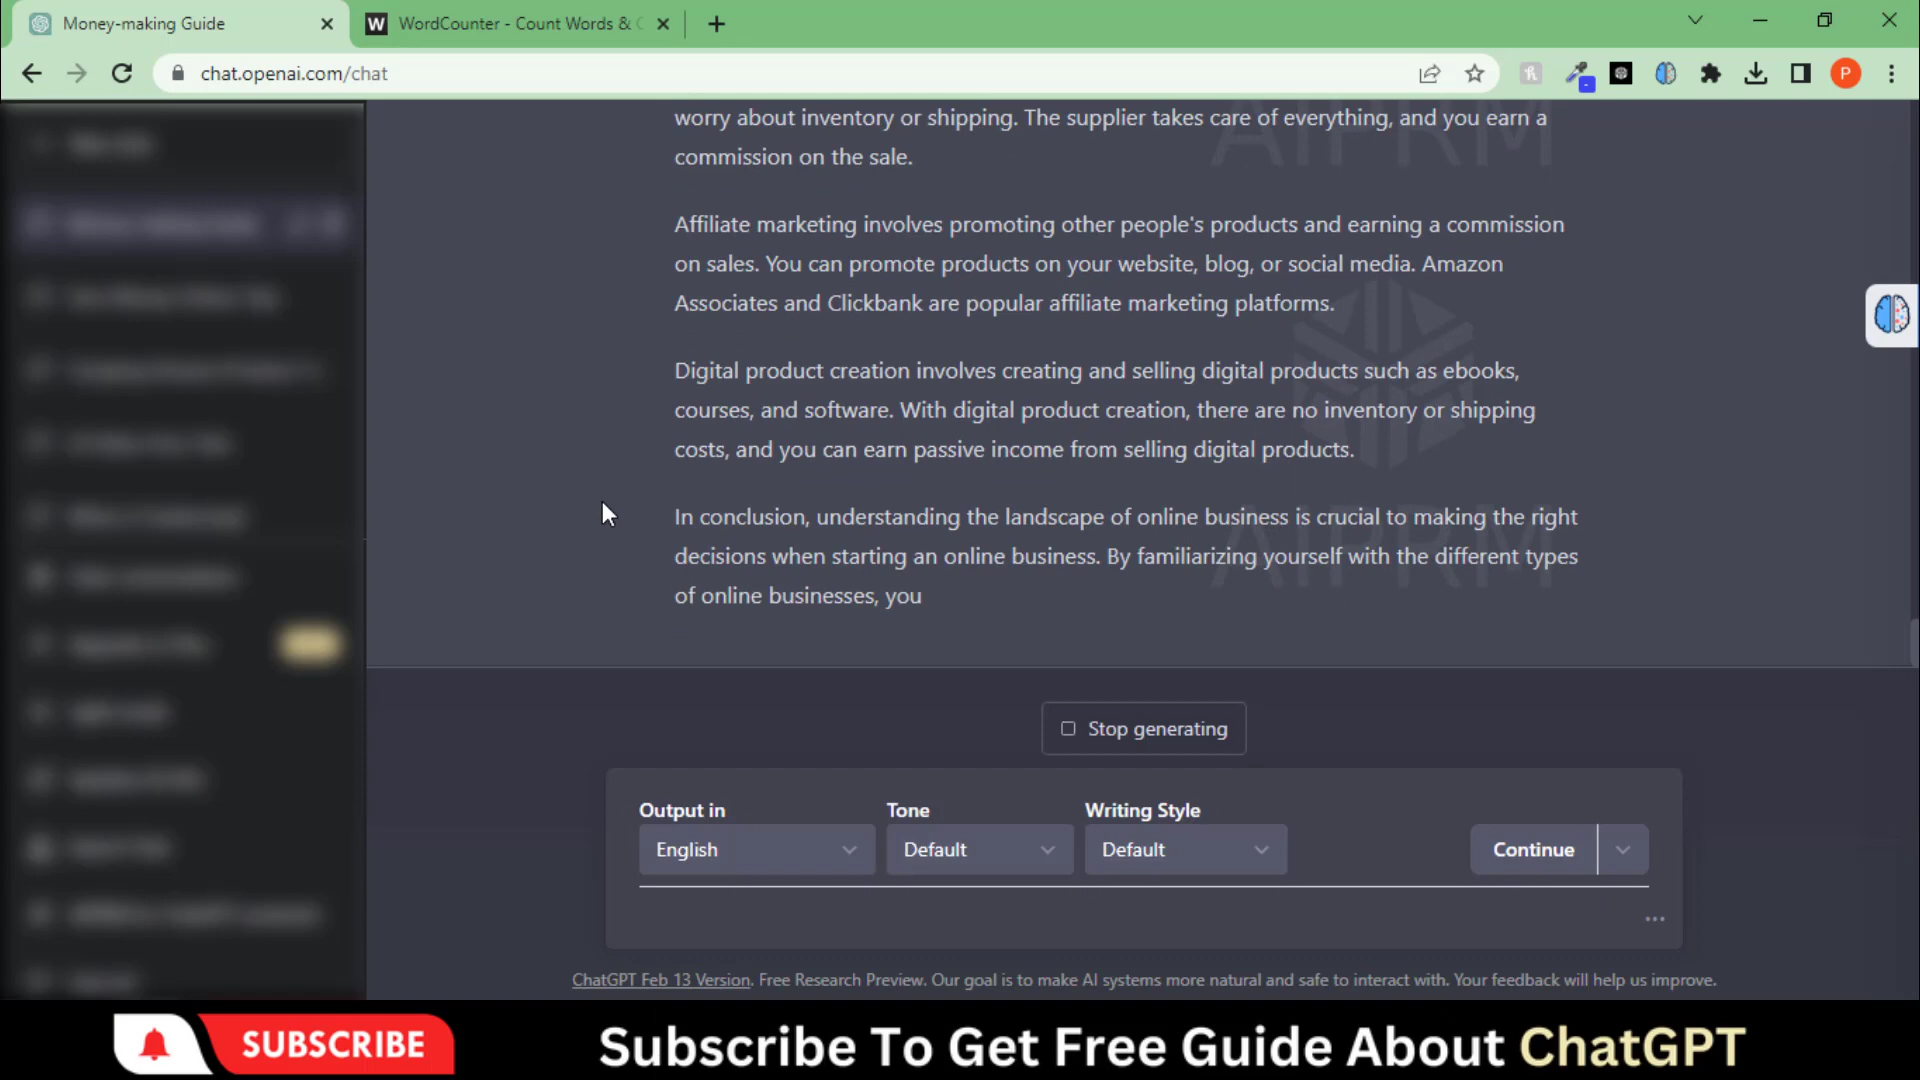 Money-making Guide
W WordCounter - Count Words &
chat.openai.com/chat
P
worry about inventory or shipping. The supplier takes care of everything, and you earn a
commission on the sale.
Affiliate marketing involves promoting other people's products and earning a commission
on sales. You can promote products on your website, blog, or social media. Amazon
Associates and Clickbank are popular affiliate marketing platforms.
Digital product creation involves creating and selling digital products such as ebooks,
courses, and software. With digital product creation, there are no inventory or shipping
costs, and you can earn passive income from selling digital products.
In conclusion, understanding the landscape of online business is crucial to making the right
decisions when starting an online business. By familiarizing yourself with the different types
of online businesses, you
AIPRM
AIPRM
Stop generating
Output in
Tone
Writing Style
English
Default
Default
Continue
ChatGPT Feb 13 Version. Free Research Preview. Our goal is to make AI systems more natural and safe to interact with. Your feedback will help us improve.
SUBSCRIBE
Subscribe To Get Free Guide About ChatGPT